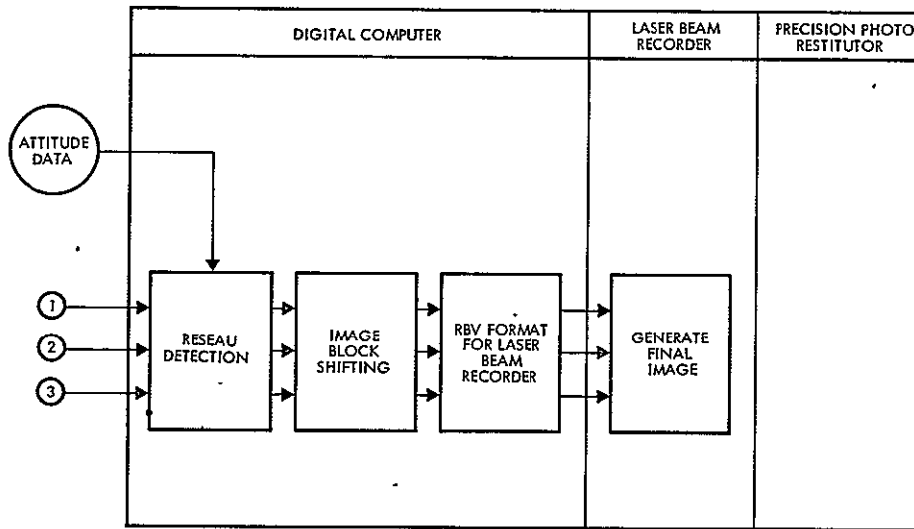 DIGITAL COMPUTER
LASER BEAM
RECORDER
PRECISION PHOTO
RESTITUTOR
ATTITUDE
DATA
1
2
3
RESEAU
DETECTION
IMAGE
BLOCK
SHIFTING
RBV FORMAT
FOR LASER
BEAM
RECORDER
GENERATE
FINAL
IMAGE